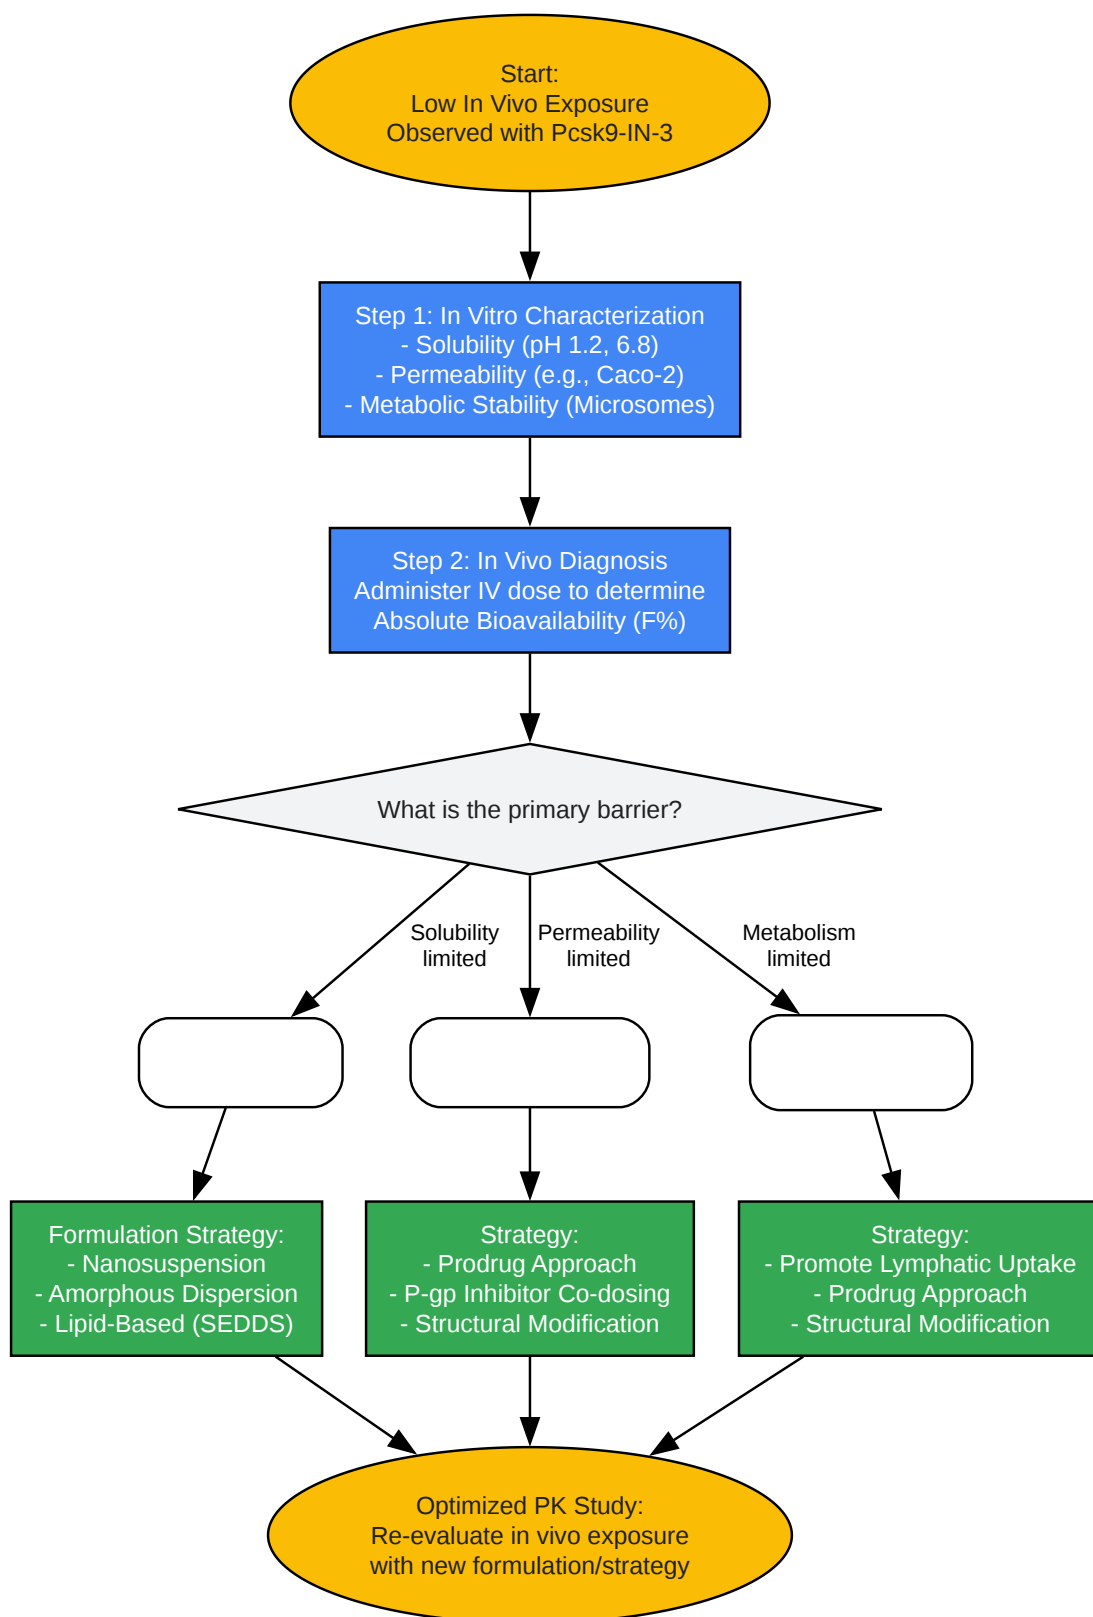 Start:
Low In Vivo Exposure
Observed with Pcsk9-IN-3
Step 1: In Vitro Characterization
- Solubility (pH 1.2, 6.8)
- Permeability (e.g., Caco-2)
- Metabolic Stability (Microsomes)
Step 2: In Vivo Diagnosis
Administer IV dose to determine
Absolute Bioavailability (F%)
What is the primary barrier?
Solubility
limited
Permeability
limited
Metabolism
limited
Formulation Strategy:
- Nanosuspension
- Amorphous Dispersion
- Lipid-Based (SEDDS)
Strategy:
- Prodrug Approach
- P-gp Inhibitor Co-dosing
- Structural Modification
Strategy:
- Promote Lymphatic Uptake
- Prodrug Approach
- Structural Modification
Optimized PK Study:
Re-evaluate in vivo exposure
with new formulation/strategy